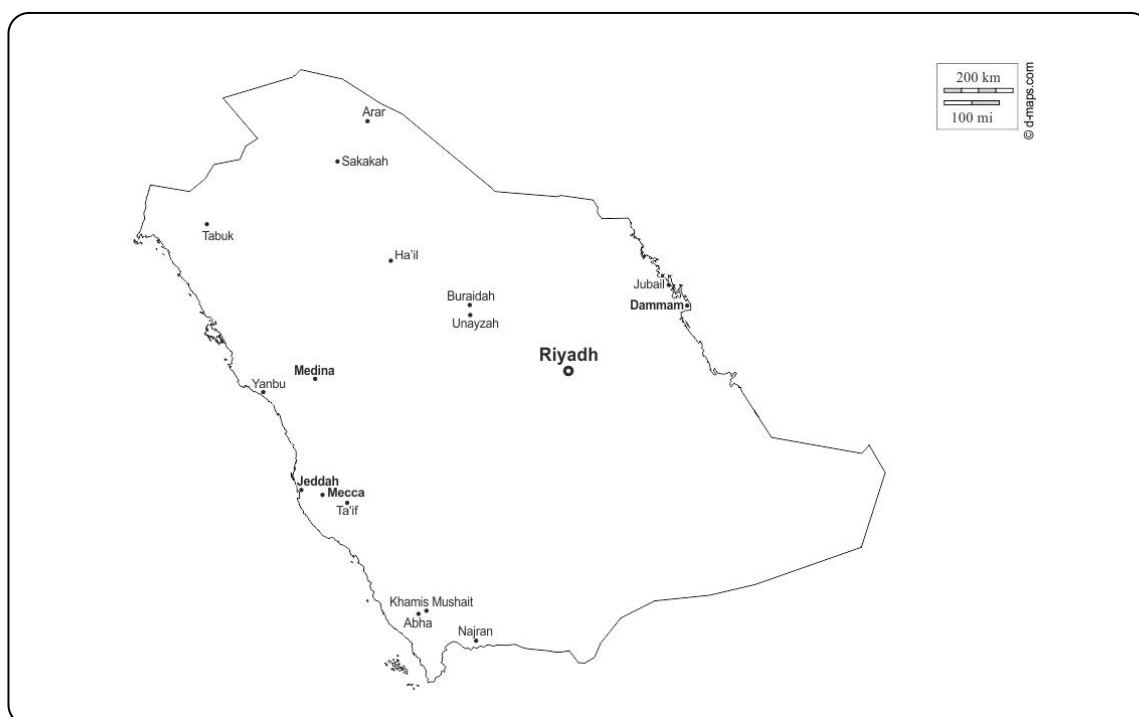 200 km
100 mi
© d-maps.com
Arar
Sakakah
Tabuk
Ha'il
Buraidah
Unayzah
Jubail
Dammam
Riyadh
Medina
Yanbu
Jeddah
Mecca
Ta'if
Khamis Mushait
Abha
Najran